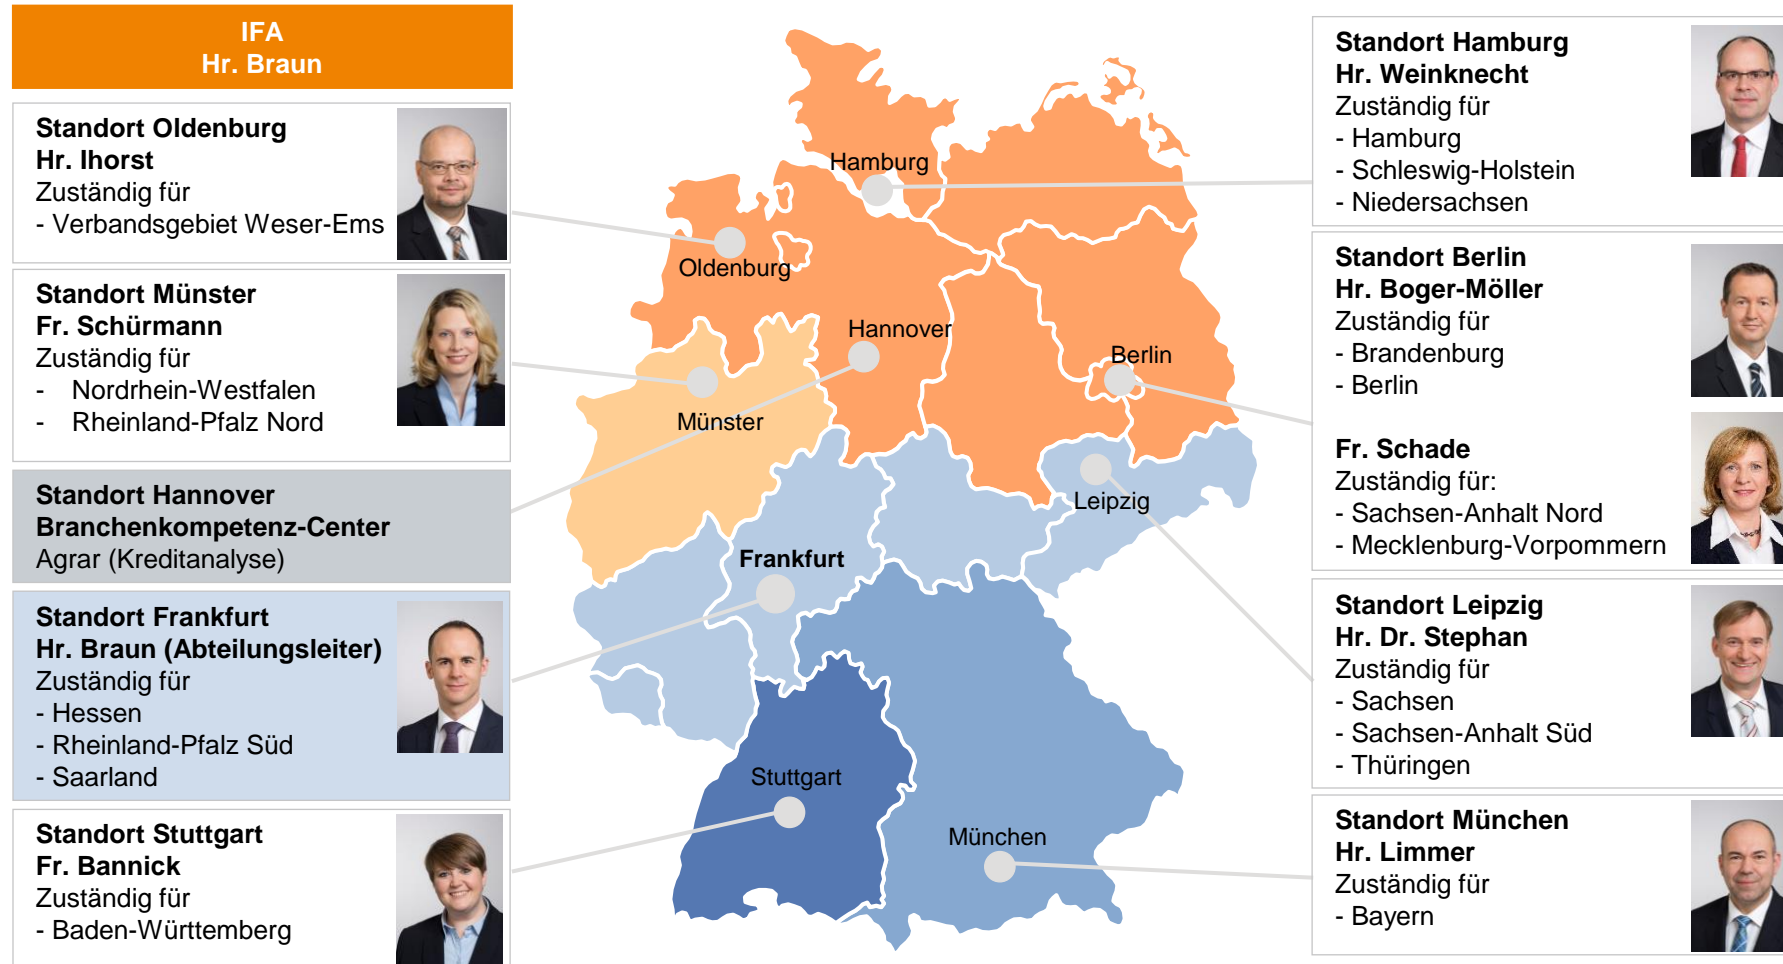 IFA
Hr. Braun
Standort Oldenburg
Hr. Ihorst
Zuständig für
- Verbandsgebiet Weser-Ems
Standort Münster
Fr. Schürmann
Zuständig für
- Nordrhein-Westfalen
- Rheinland-Pfalz Nord
Standort Hannover
Branchenkompetenz-Center
Agrar (Kreditanalyse)
Standort Frankfurt
Hr. Braun (Abteilungsleiter)
Zuständig für
- Hessen
- Rheinland-Pfalz Süd
- Saarland
Standort Stuttgart
Fr. Bannick
Zuständig für
- Baden-Württemberg
Hamburg
Oldenburg
Hannover
Berlin
Münster
Leipzig
Frankfurt
Stuttgart
München
Standort Hamburg
Hr. Weinknecht
Zuständig für
- Hamburg
- Schleswig-Holstein
- Niedersachsen
Standort Berlin
Hr. Boger-Möller
Zuständig für
- Brandenburg
- Berlin
Fr. Schade
Zuständig für:
- Sachsen-Anhalt Nord
- Mecklenburg-Vorpommern
Standort Leipzig
Hr. Dr. Stephan
Zuständig für
- Sachsen
- Sachsen-Anhalt Süd
- Thüringen
Standort München
Hr. Limmer
Zuständig für
- Bayern